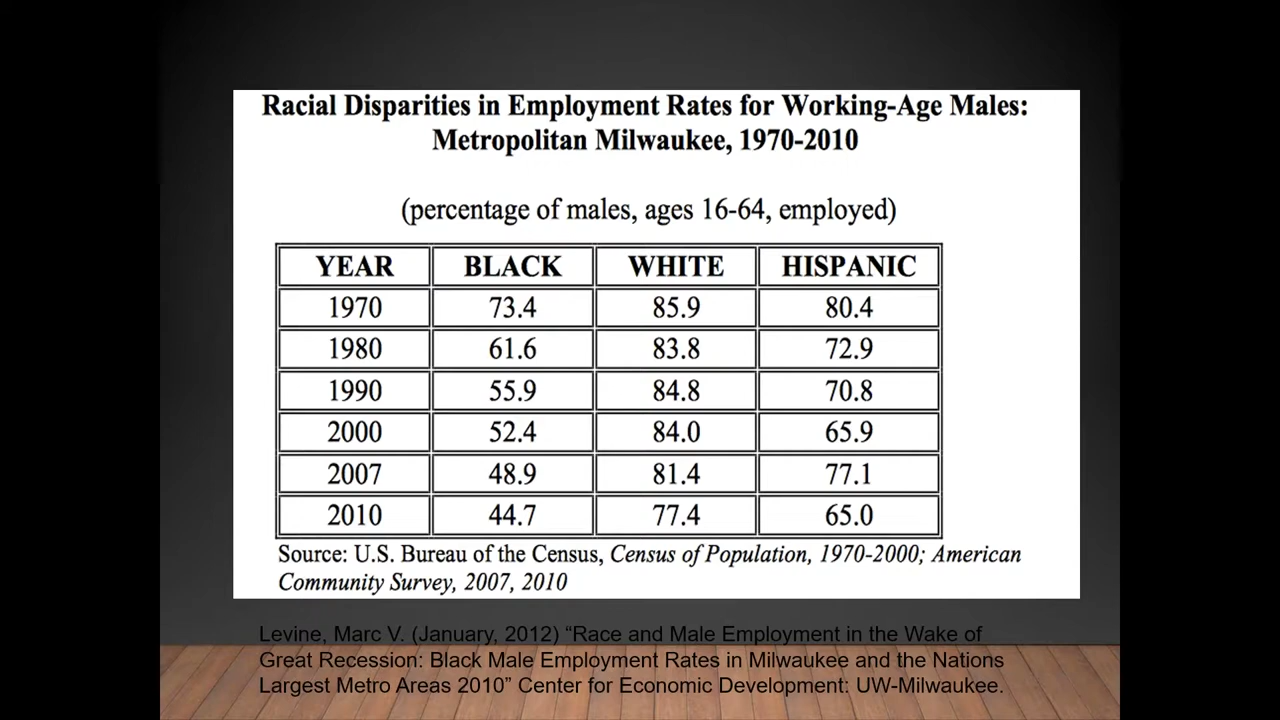 Racial Disparities in Employment Rates for Working-Age Males:
Metropolitan Milwaukee, 1970-2010
(percentage of males, ages 16-64, employed)
YEAR BLACK WHITE HISPANIC
1970 73.4 85.9 80.4
1980 61.6 83.8 72.9
1990 55.9 84.8 70.8
2000 52.4 84.0 65.9
2007 48.9 81.4 77.1
2010 44.7 77.4 65.0
Source: U.S. Bureau of the Census, Census of Population, 1970-2000; American
Community Survey, 2007, 2010
Levine, Marc V. (January, 2012) “Race and Male Employment in the Wake of
Great Recession: Black Male Employment Rates in Milwaukee and the Nations
Largest Metro Areas 2010” Center for Economic Development: UW-Milwaukee.